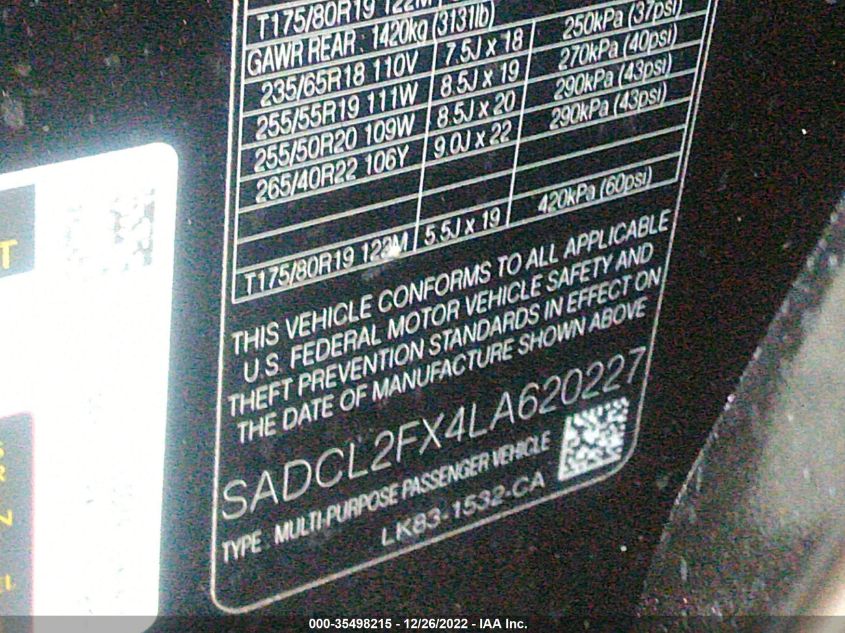 T175/80R19 122M
GAWR REAR : 1420kg (3131lb)
235/65R18 110V 7.5J x 18 250kPa (37psi)
255/55R19 111W 8.5J x 19 270kPa (40psi)
255/50R20 109W 8.5J x 20 290kPa (43psi)
265/40R22 106Y 9.0J x 22 290kPa (43psi)
T175/80R19 122M 5.5J x 19 420kPa (60psi)
THIS VEHICLE CONFORMS TO ALL APPLICABLE
U.S. FEDERAL MOTOR VEHICLE SAFETY AND
THEFT PREVENTION STANDARDS IN EFFECT ON
THE DATE OF MANUFACTURE SHOWN ABOVE
SADCL2FX4LA620227
TYPE : MULTI-PURPOSE PASSENGER VEHICLE
LK83-1532-CA
000-35498215 - 12/26/2022 - IAA Inc.